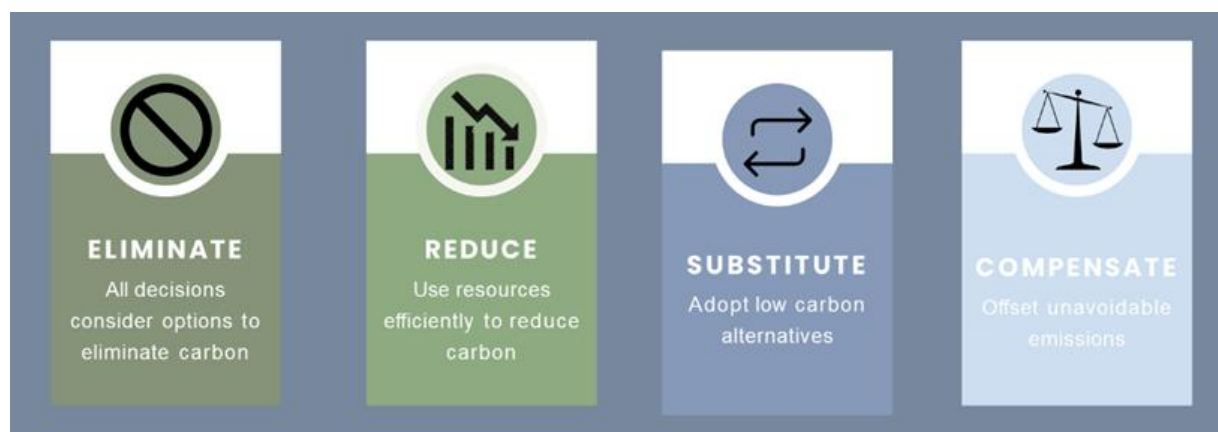 ELIMINATE
All decisions
consider options to
eliminate carbon
REDUCE
Use resources
efficiently to reduce
carbon
SUBSTITUTE
Adopt low carbon
alternatives
COMPENSATE
Offset unavoidable
emissions